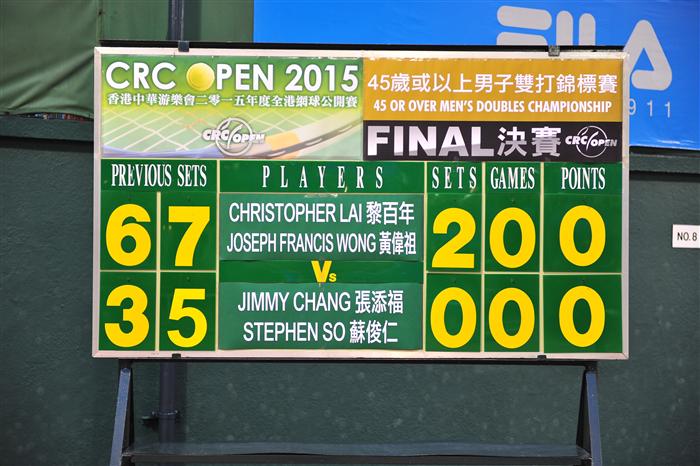 FILA
1911
CRC OPEN 2015
香港中華游樂會二零一五年度全港網球公開賽
CRC OPEN
45歲或以上男子雙打錦標賽
45 OR OVER MEN'S DOUBLES CHAMPIONSHIP
FINAL 決賽 CRC OPEN
PREVIOUS SETS PLAYERS SETS GAMES POINTS
6 7 CHRISTOPHER LAI 黎百年 2 0 0
JOSEPH FRANCIS WONG 黃偉祖
Vs
3 5 JIMMY CHANG 張添福 0 0 0
STEPHEN SO 蘇俊仁
NO.8